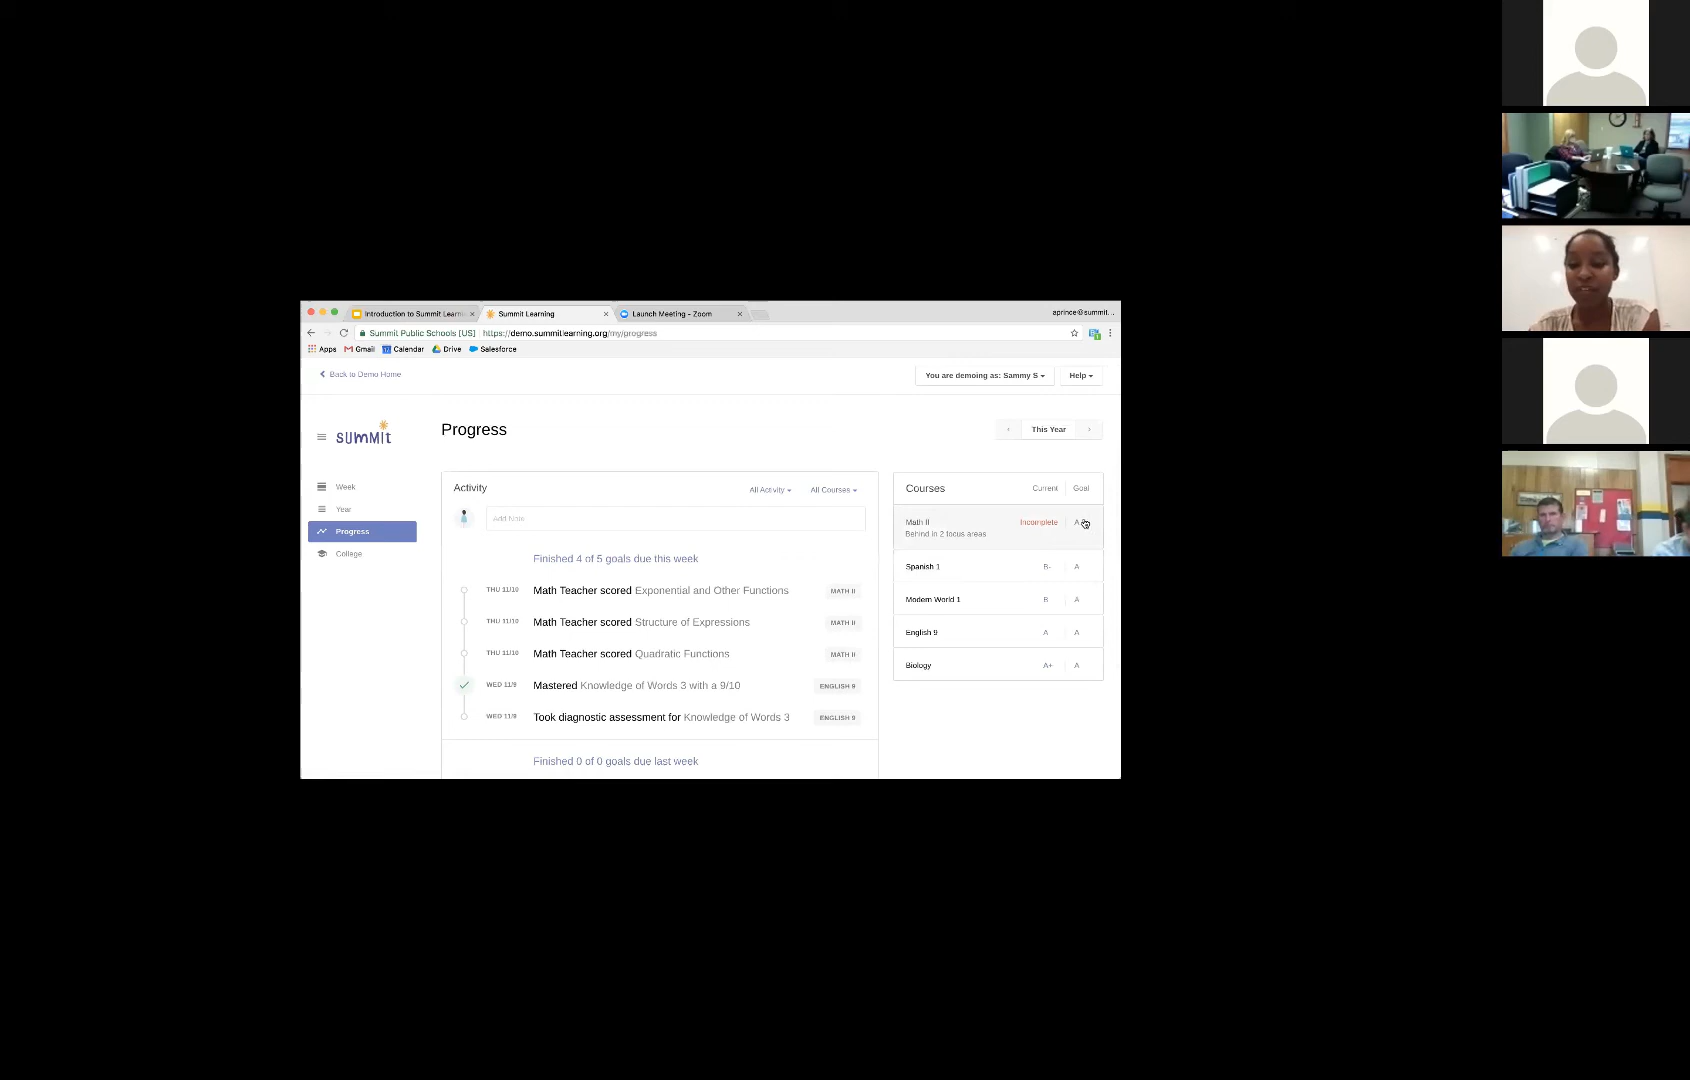 Introduction to Summit Learni
Summit Learning
Launch Meeting - Zoom
aprince@summit...
Summit Public Schools [US]
https://demo.summitlearning.org/my/progress
Apps
Gmail
Calendar
Drive
Salesforce
Back to Demo Home
You are demoing as: Sammy S
Help
summit
Progress
This Year
Week
Year
Progress
College
Activity
All Activity
All Courses
Add Note
Finished 4 of 5 goals due this week
THU 11/10 Math Teacher scored Exponential and Other Functions MATH II
THU 11/10 Math Teacher scored Structure of Expressions MATH II
THU 11/10 Math Teacher scored Quadratic Functions MATH II
WED 11/9 Mastered Knowledge of Words 3 with a 9/10 ENGLISH 9
WED 11/9 Took diagnostic assessment for Knowledge of Words 3 ENGLISH 9
Finished 0 of 0 goals due last week
Courses Current Goal
Math II Incomplete A
Behind in 2 focus areas
Spanish 1 B- A
Modern World 1 B A
English 9 A A
Biology A+ A